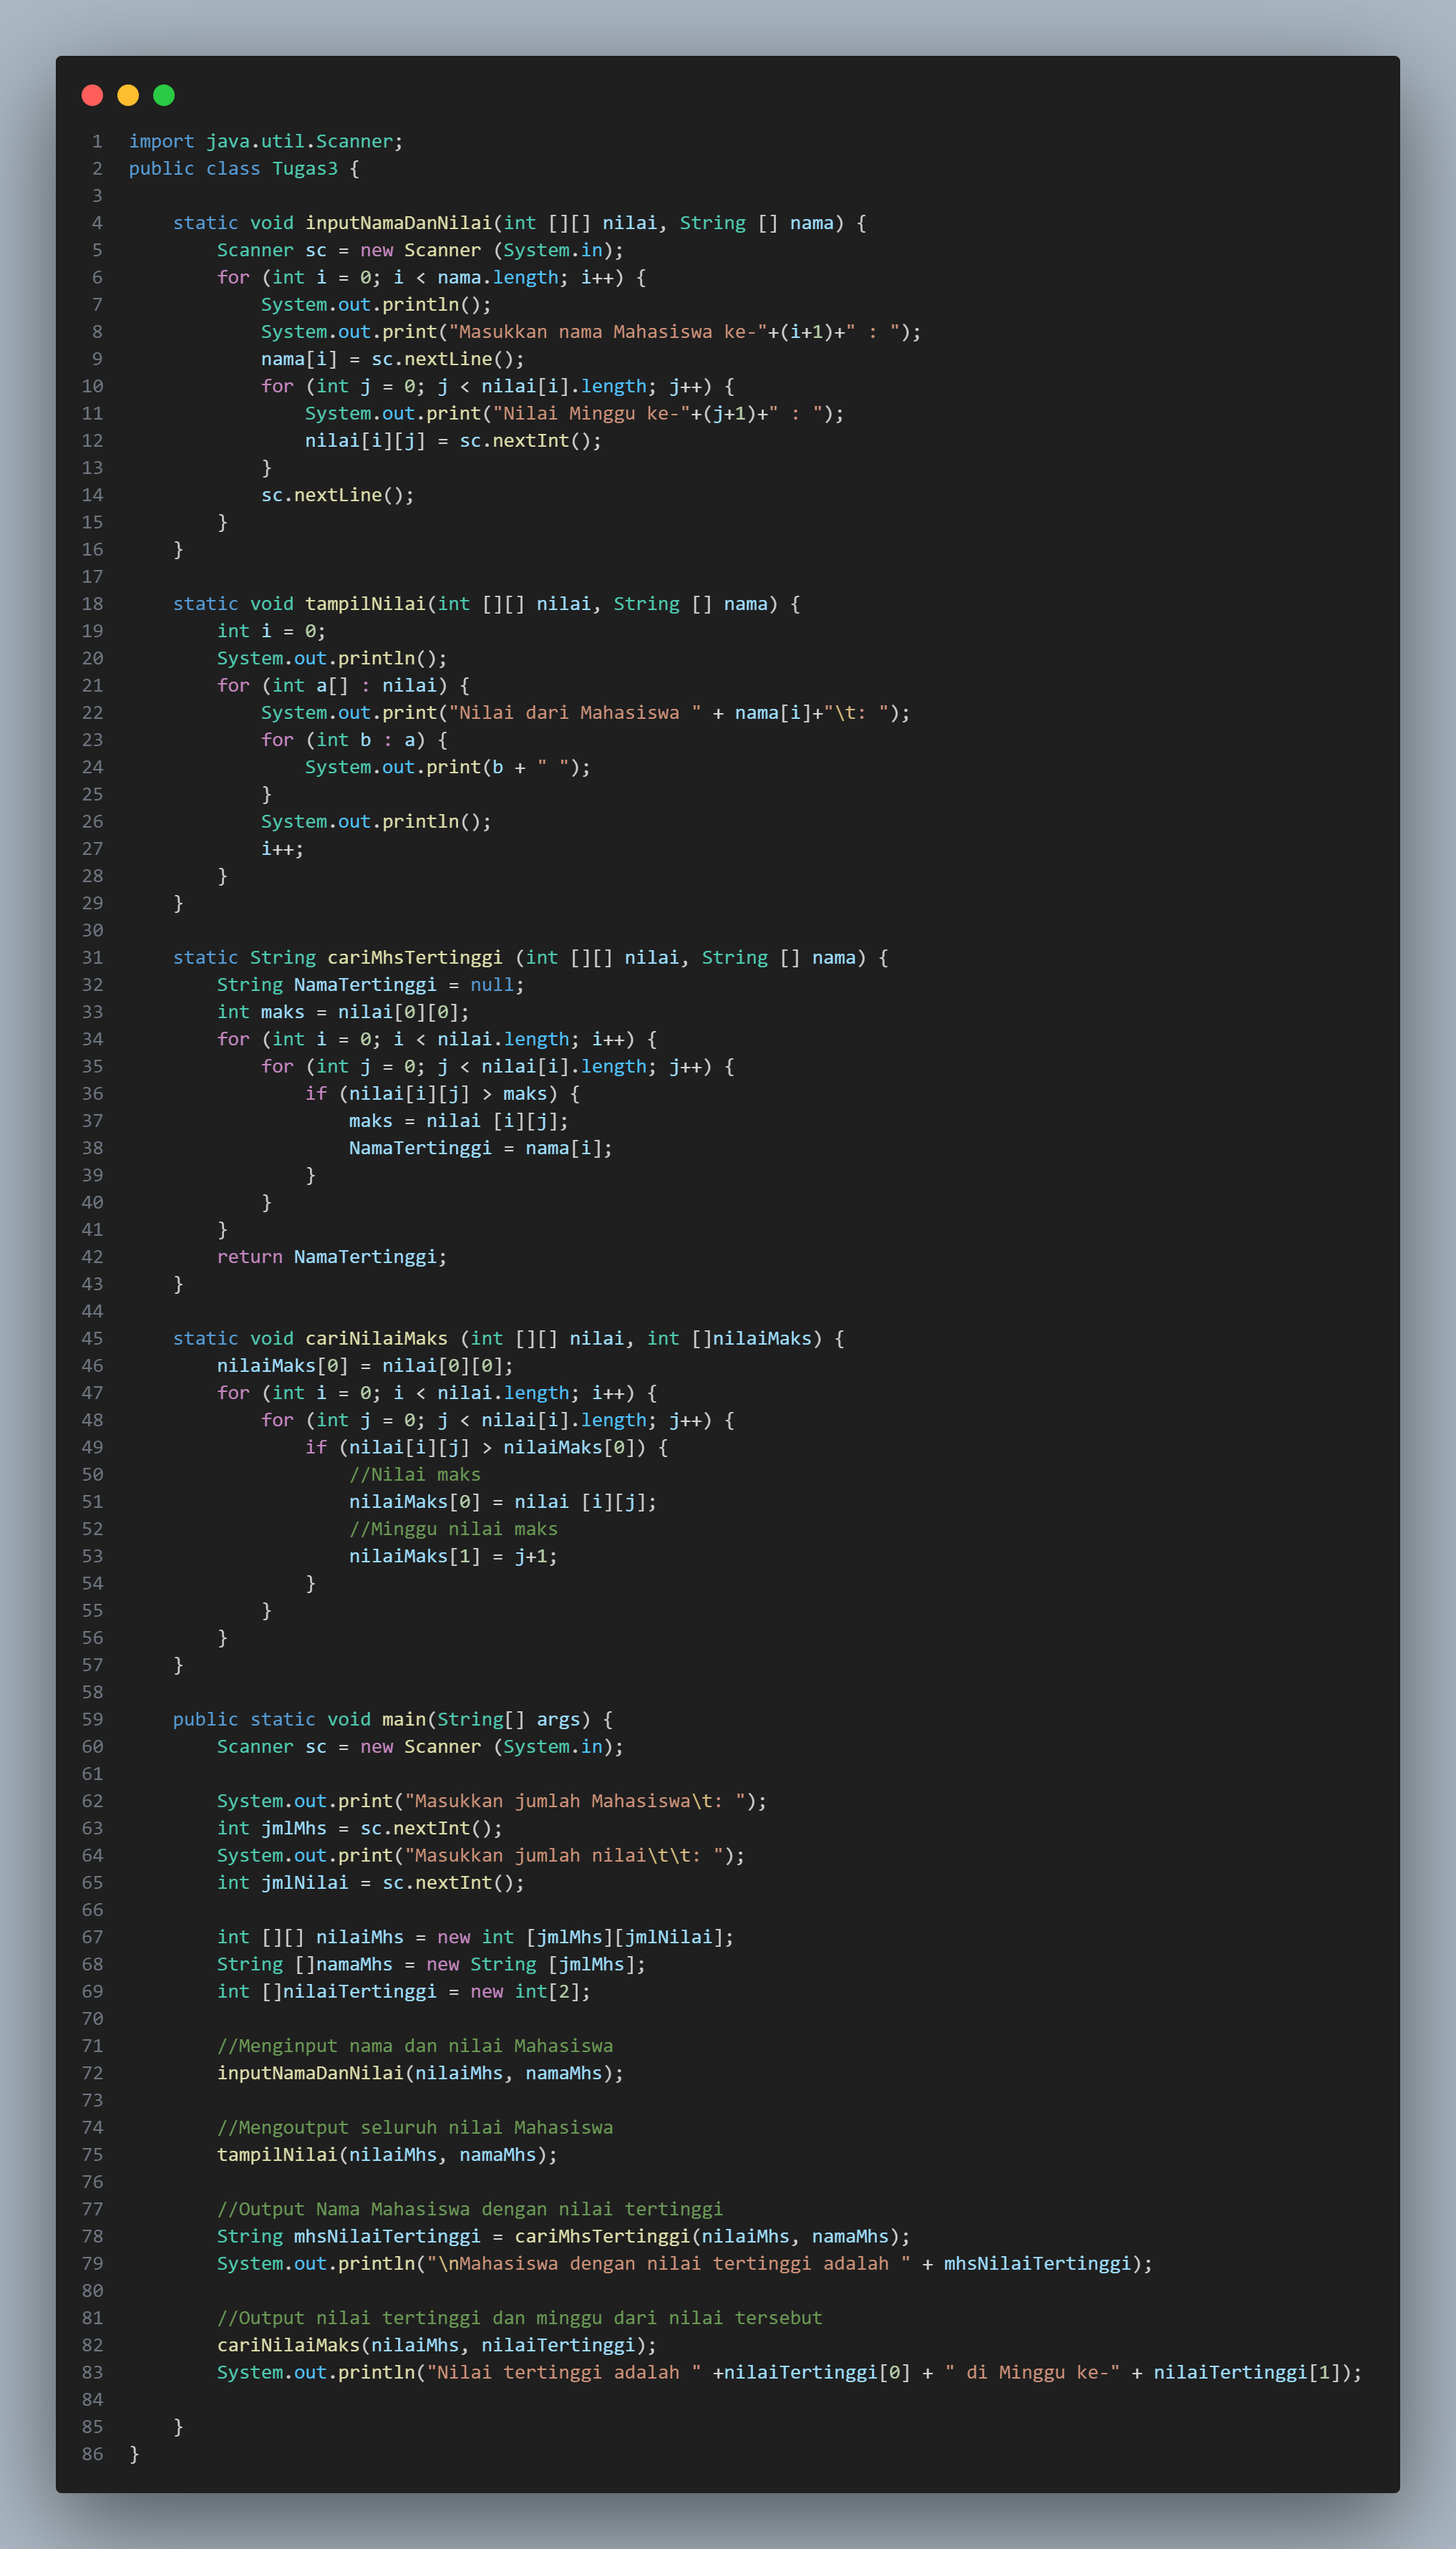 1 import java.util.Scanner;
2 public class Tugas3 {
3
4     static void inputNamaDanNilai(int [][] nilai, String [] nama) {
5         Scanner sc = new Scanner (System.in);
6         for (int i = 0; i < nama.length; i++) {
7             System.out.println();
8             System.out.print("Masukkan nama Mahasiswa ke-"+(i+1)+" : ");
9             nama[i] = sc.nextLine();
10             for (int j = 0; j < nilai[i].length; j++) {
11                 System.out.print("Nilai Minggu ke-"+(j+1)+" : ");
12                 nilai[i][j] = sc.nextInt();
13             }
14             sc.nextLine();
15         }
16     }
17
18     static void tampilNilai(int [][] nilai, String [] nama) {
19         int i = 0;
20         System.out.println();
21         for (int a[] : nilai) {
22             System.out.print("Nilai dari Mahasiswa " + nama[i]+"\t: ");
23             for (int b : a) {
24                 System.out.print(b + " ");
25             }
26             System.out.println();
27             i++;
28         }
29     }
30
31     static String cariMhsTertinggi (int [][] nilai, String [] nama) {
32         String NamaTertinggi = null;
33         int maks = nilai[0][0];
34         for (int i = 0; i < nilai.length; i++) {
35             for (int j = 0; j < nilai[i].length; j++) {
36                 if (nilai[i][j] > maks) {
37                     maks = nilai [i][j];
38                     NamaTertinggi = nama[i];
39                 }
40             }
41         }
42         return NamaTertinggi;
43     }
44
45     static void cariNilaiMaks (int [][] nilai, int []nilaiMaks) {
46         nilaiMaks[0] = nilai[0][0];
47         for (int i = 0; i < nilai.length; i++) {
48             for (int j = 0; j < nilai[i].length; j++) {
49                 if (nilai[i][j] > nilaiMaks[0]) {
50                     //Nilai maks
51                     nilaiMaks[0] = nilai [i][j];
52                     //Minggu nilai maks
53                     nilaiMaks[1] = j+1;
54                 }
55             }
56         }
57     }
58
59     public static void main(String[] args) {
60         Scanner sc = new Scanner (System.in);
61
62         System.out.print("Masukkan jumlah Mahasiswa\t: ");
63         int jmlMhs = sc.nextInt();
64         System.out.print("Masukkan jumlah nilai\t\t: ");
65         int jmlNilai = sc.nextInt();
66
67         int [][] nilaiMhs = new int [jmlMhs][jmlNilai];
68         String []namaMhs = new String [jmlMhs];
69         int []nilaiTertinggi = new int[2];
70
71         //Menginput nama dan nilai Mahasiswa
72         inputNamaDanNilai(nilaiMhs, namaMhs);
73
74         //Mengoutput seluruh nilai Mahasiswa
75         tampilNilai(nilaiMhs, namaMhs);
76
77         //Output Nama Mahasiswa dengan nilai tertinggi
78         String mhsNilaiTertinggi = cariMhsTertinggi(nilaiMhs, namaMhs);
79         System.out.println("\nMahasiswa dengan nilai tertinggi adalah " + mhsNilaiTertinggi);
80
81         //Output nilai tertinggi dan minggu dari nilai tersebut
82         cariNilaiMaks(nilaiMhs, nilaiTertinggi);
83         System.out.println("Nilai tertinggi adalah " +nilaiTertinggi[0] + " di Minggu ke-" + nilaiTertinggi[1]);
84
85     }
86 }